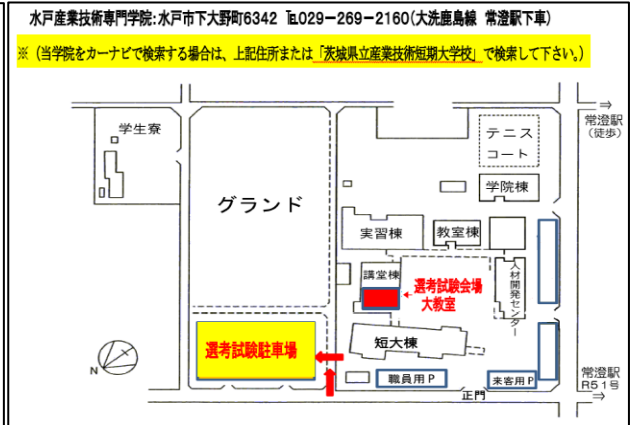 水戸産業技術専門学院:水戸市下大野町6342 ℡029-269-2160(大洗鹿島線 常澄駅下車)
※（当学院をカーナビで検索する場合は、上記住所または「茨城県立産業技術短期大学校」で検索して下さい。）
⇒
常澄駅
（徒歩）
学生寮
テニス
コート
学院棟
グランド
実習棟
教室棟
講堂棟
選考試験会場
大教室
人材開発センター
選考試験駐車場
短大棟
N
職員用P
来客用P
正門
常澄駅
R51号
⇒